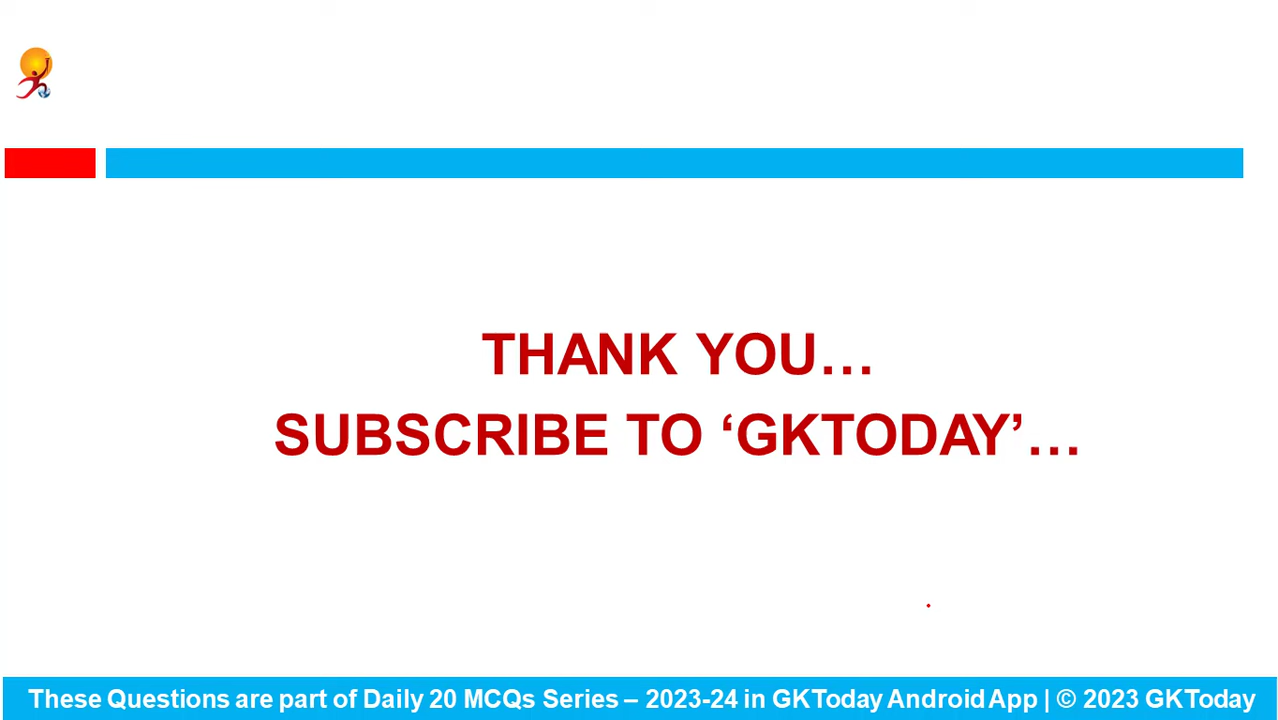 THANK YOU…
SUBSCRIBE TO ‘GKTODAY’…
These Questions are part of Daily 20 MCQs Series – 2023-24 in GKToday Android App | © 2023 GKToday